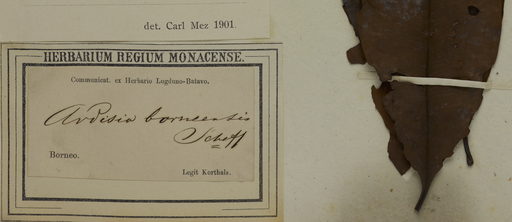 det. Carl Mez 1901.
HERBARIUM REGIUM MONACENSE.
Communicat. ex Herbario Lugduno-Batavo.
Ardisia borneensis
Scheff
Borneo.
Legit Korthals.